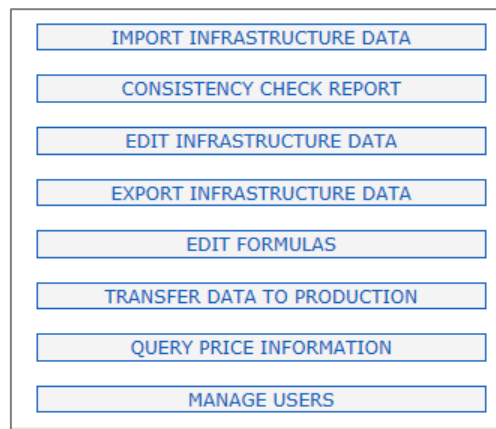 IMPORT INFRASTRUCTURE DATA
CONSISTENCY CHECK REPORT
EDIT INFRASTRUCTURE DATA
EXPORT INFRASTRUCTURE DATA
EDIT FORMULAS
TRANSFER DATA TO PRODUCTION
QUERY PRICE INFORMATION
MANAGE USERS